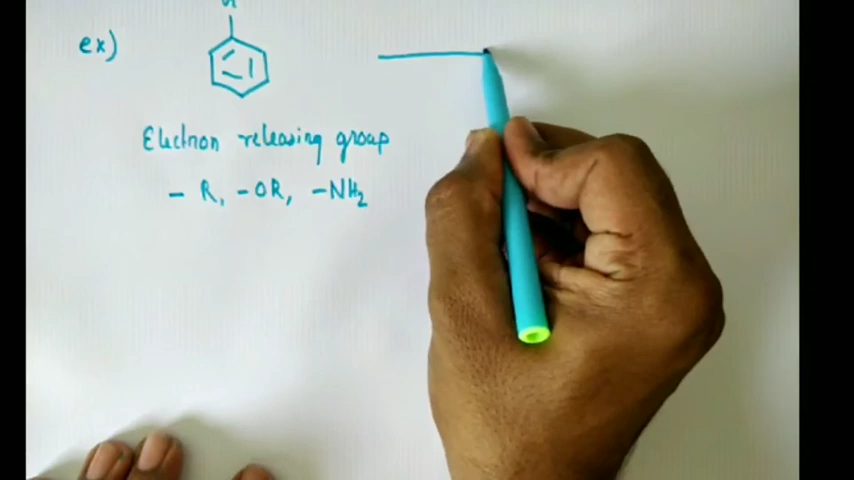 ex)
Electron releasing group
- R, -OR, -NH₂